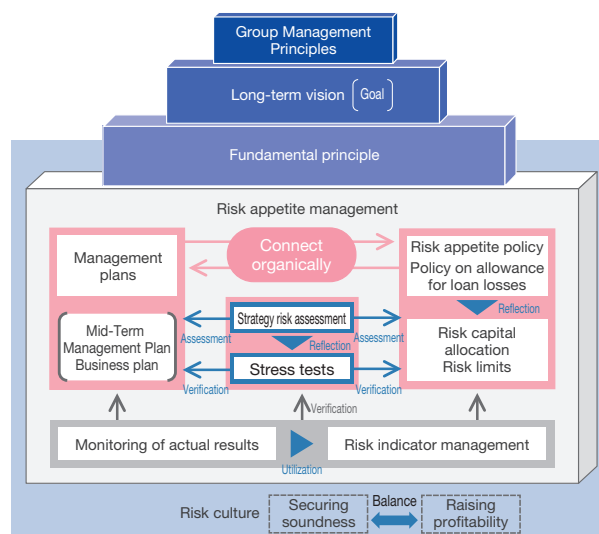 Group Management
Principles
Long-term vision [Goal]
Fundamental principle
Risk appetite management
Management
plans
Connect
organically
Risk appetite policy
Policy on allowance
for loan losses
Reflection
Mid-Term
Management Plan
Business plan
Assessment
Strategy risk assessment
Assessment
Reflection
Risk capital
allocation
Risk limits
Verification
Stress tests
Verification
Verification
Monitoring of actual results
Utilization
Risk indicator management
Risk culture
Securing
soundness
Balance
Raising
profitability